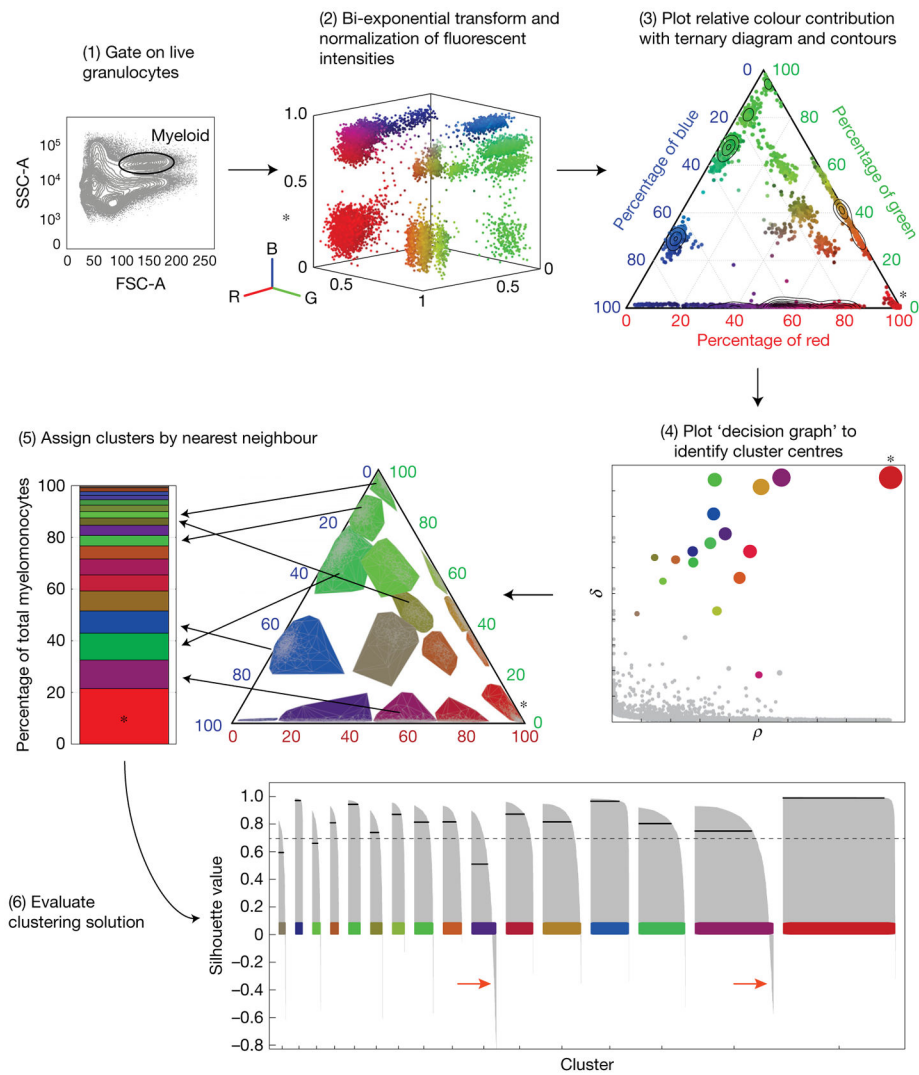 (1) Gate on live
granulocytes
SSC-A
10⁵
10⁴
10³
0
Myeloid
0 50 100 150 200 250
FSC-A
(2) Bi-exponential transform and
normalization of fluorescent
intensities
1.0
0.5
*
0
0.5
1
0.5
0
B
R
G
(3) Plot relative colour contribution
with ternary diagram and contours
Percentage of blue
0
20
40
60
80
100
Percentage of green
100
80
60
40
20
0
*
0 20 40 60 80 100
Percentage of red
(4) Plot ‘decision graph’ to
identify cluster centres
*
δ
ρ
(5) Assign clusters by nearest neighbour
Percentage of total myelomonocytes
100
80
60
40
20
0
*
0
20
40
60
80
100
100
80
60
40
20
0
*
0 20 40 60 80 100
(6) Evaluate
clustering solution
Silhouette value
1.0
0.8
0.6
0.4
0.2
0
−0.2
−0.4
−0.6
−0.8
Cluster